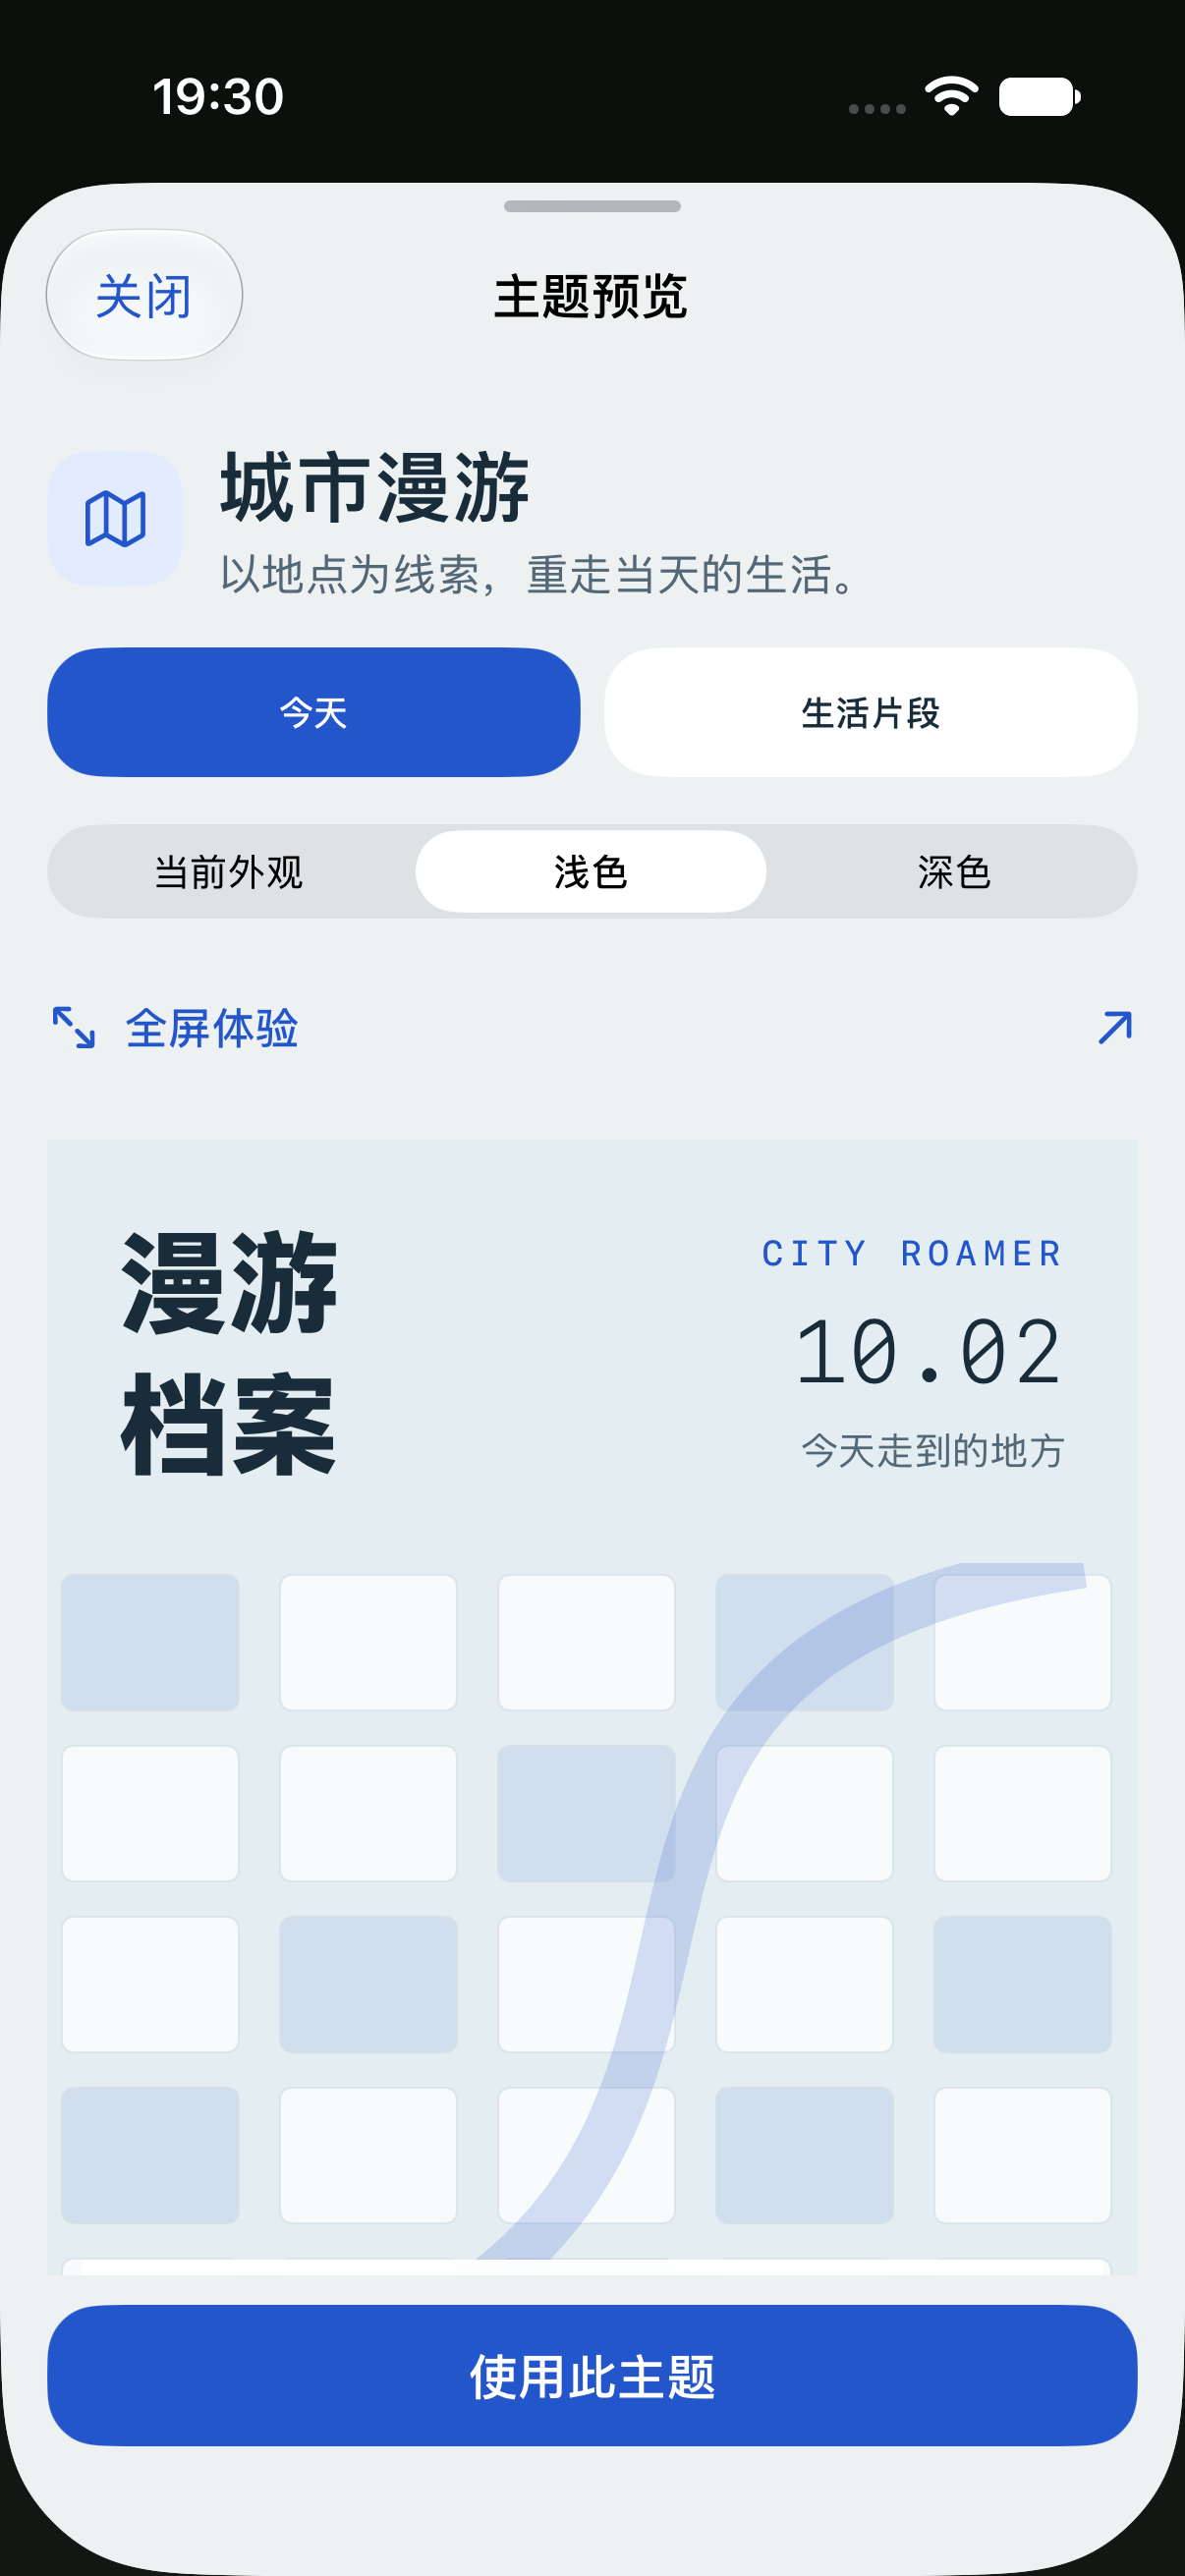 19:30
关闭
主题预览
城市漫游
以地点为线索，重走当天的生活。
今天
生活片段
当前外观
浅色
深色
全屏体验
漫游
档案
CITY ROAMER
10.02
今天走到的地方
使用此主题